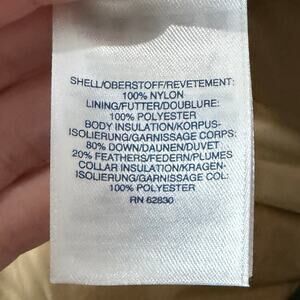 SHELL/OBERSTOFF/REVETEMENT:
100% NYLON
LINING/FUTTER/DOUBLURE:
100% POLYESTER
BODY INSULATION/KORPUS-
ISOLIERUNG/GARNISSAGE CORPS:
80% DOWN/DAUNEN/DUVET
20% FEATHERS/FEDERN/PLUMES
COLLAR INSULATION/KRAGEN-
ISOLIERUNG/GARNISSAGE COL:
100% POLYESTER
RN 62830